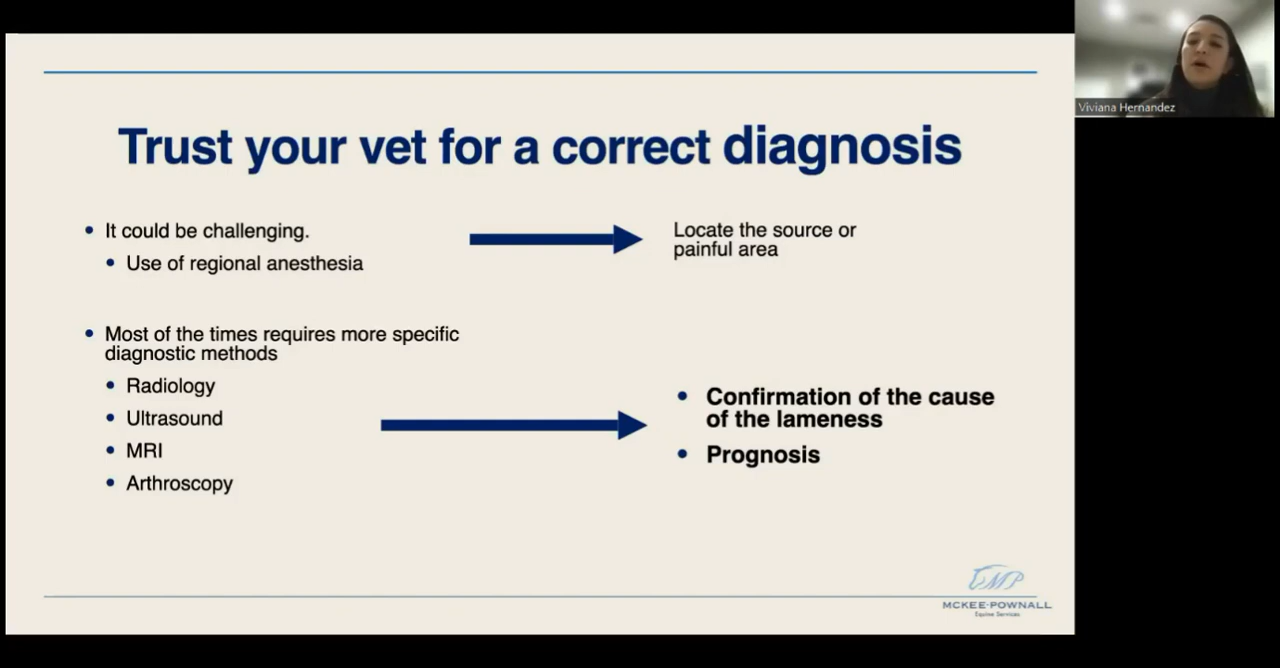 Viviana Hernandez
Trust your vet for a correct diagnosis
• It could be challenging.
• Use of regional anesthesia
Locate the source or
painful area
• Most of the times requires more specific
diagnostic methods
• Radiology
• Ultrasound
• MRI
• Arthroscopy
• Confirmation of the cause
of the lameness
• Prognosis
MP
MCKEE-POWNALL
Equine Services